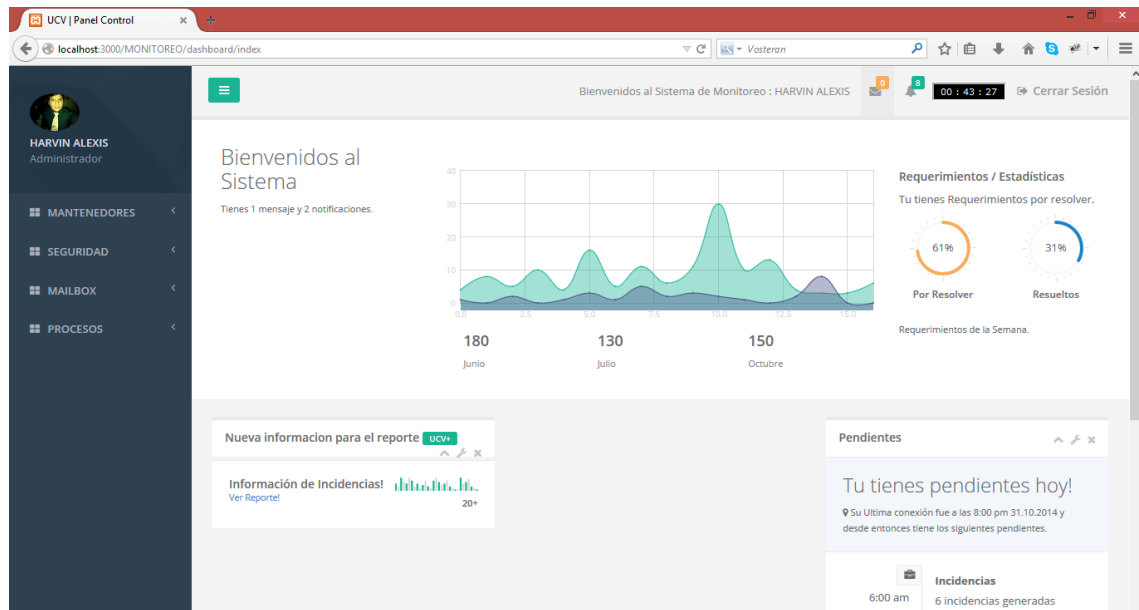 UCV | Panel Control
localhost:3000/MONITOREO/dashboard/index
Vosteran
HARVIN ALEXIS
Administrador
MANTENEDORES
SEGURIDAD
MAILBOX
PROCESOS
Bienvenidos al Sistema de Monitoreo : HARVIN ALEXIS
0
8
00 : 43 : 27
Cerrar Sesión
Bienvenidos al
Sistema
Tienes 1 mensaje y 2 notificaciones.
40
30
20
10
0
0.0 2.5 5.0 7.5 10.0 12.5 15.0
180 130 150
Junio Julio Octubre
Requerimientos / Estadísticas
Tu tienes Requerimientos por resolver.
61% 31%
Por Resolver Resueltos
Requerimientos de la Semana.
Nueva informacion para el reporte UCV+
Información de Incidencias!
Ver Reporte!
20+
Pendientes
Tu tienes pendientes hoy!
Su Ultima conexión fue a las 8:00 pm 31.10.2014 y
desde entonces tiene los siguientes pendientes.
Incidencias
6:00 am 6 incidencias generadas